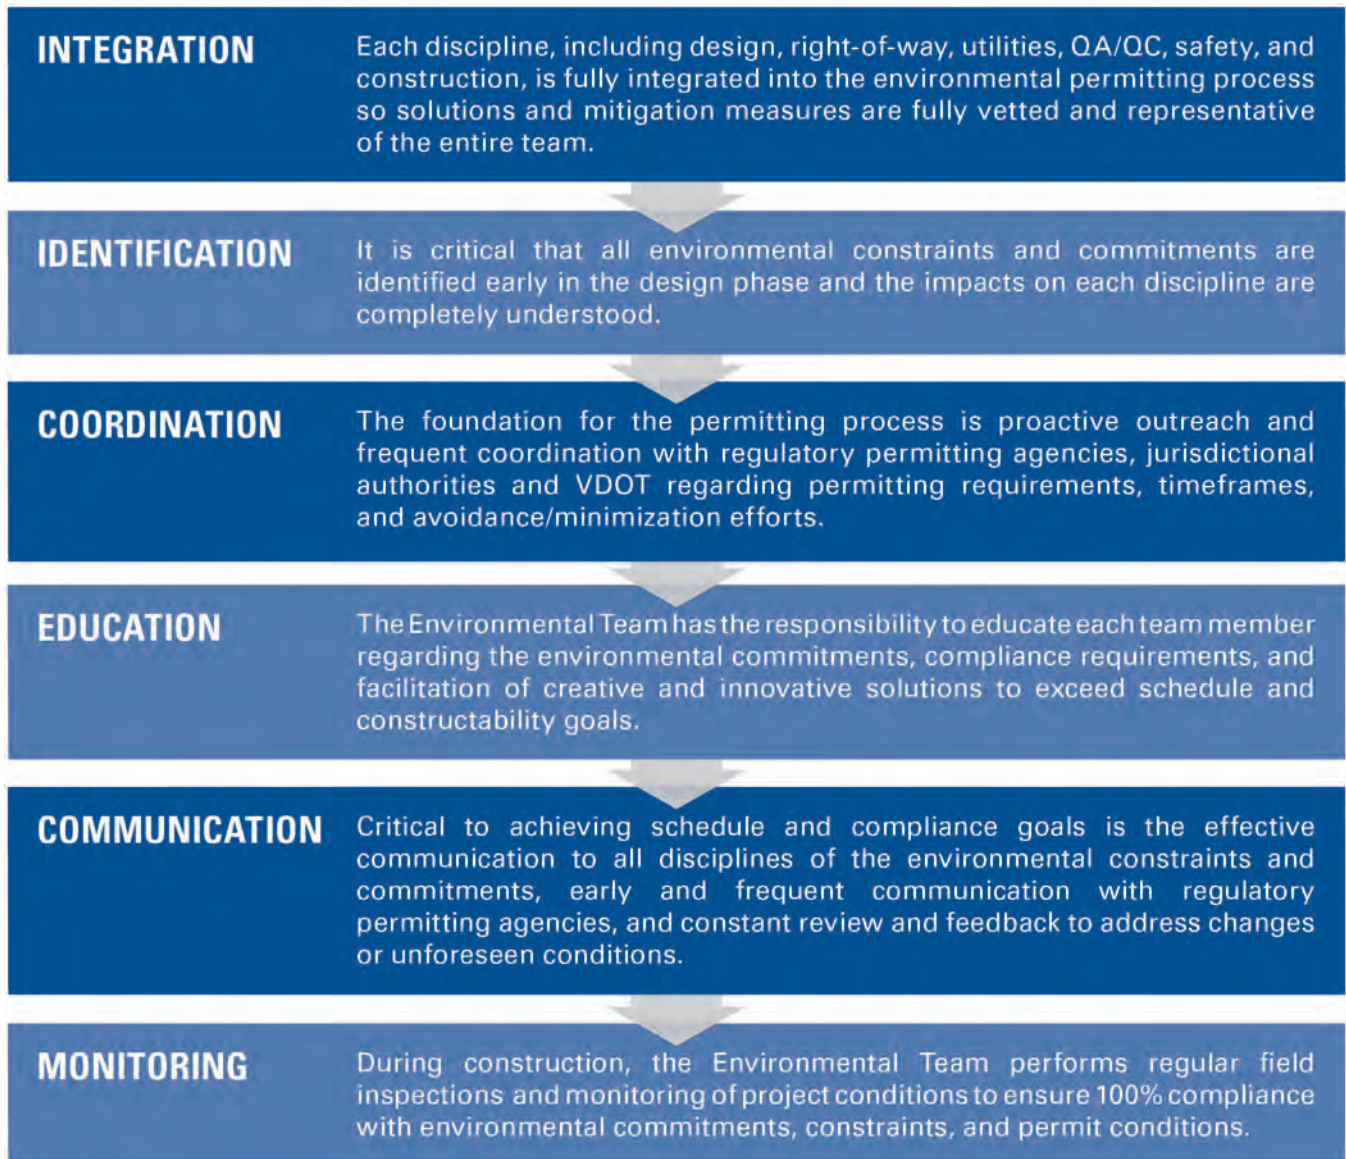 INTEGRATION
Each discipline, including design, right-of-way, utilities, QA/QC, safety, and
construction, is fully integrated into the environmental permitting process
so solutions and mitigation measures are fully vetted and representative
of the entire team.
IDENTIFICATION
It is critical that all environmental constraints and commitments are
identified early in the design phase and the impacts on each discipline are
completely understood.
COORDINATION
The foundation for the permitting process is proactive outreach and
frequent coordination with regulatory permitting agencies, jurisdictional
authorities and VDOT regarding permitting requirements, timeframes,
and avoidance/minimization efforts.
EDUCATION
The Environmental Team has the responsibility to educate each team member
regarding the environmental commitments, compliance requirements, and
facilitation of creative and innovative solutions to exceed schedule and
constructability goals.
COMMUNICATION
Critical to achieving schedule and compliance goals is the effective
communication to all disciplines of the environmental constraints and
commitments, early and frequent communication with regulatory
permitting agencies, and constant review and feedback to address changes
or unforeseen conditions.
MONITORING
During construction, the Environmental Team performs regular field
inspections and monitoring of project conditions to ensure 100% compliance
with environmental commitments, constraints, and permit conditions.